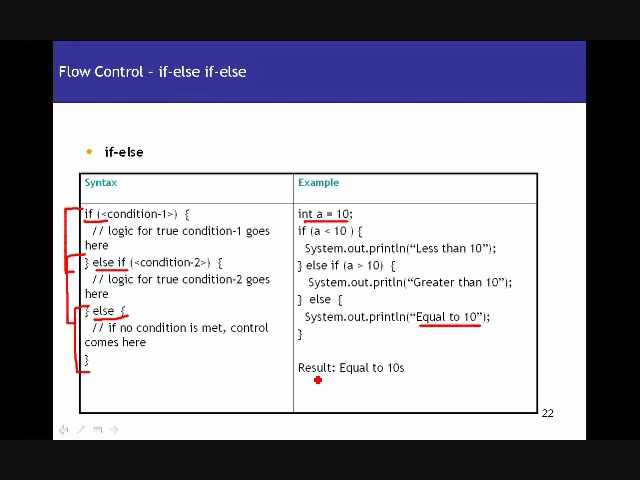 Flow Control – if-else if-else
• if-else
Syntax
if (<condition-1>) {
// logic for true condition-1 goes
here
} else if (<condition-2>) {
// logic for true condition-2 goes
here
} else {
// if no condition is met, control
comes here
}
Example
int a = 10;
if (a < 10 ) {
System.out.println(“Less than 10”);
} else if (a > 10) {
System.out.pritln(“Greater than 10”);
} else {
System.out.println(“Equal to 10”);
}
Result: Equal to 10s
22